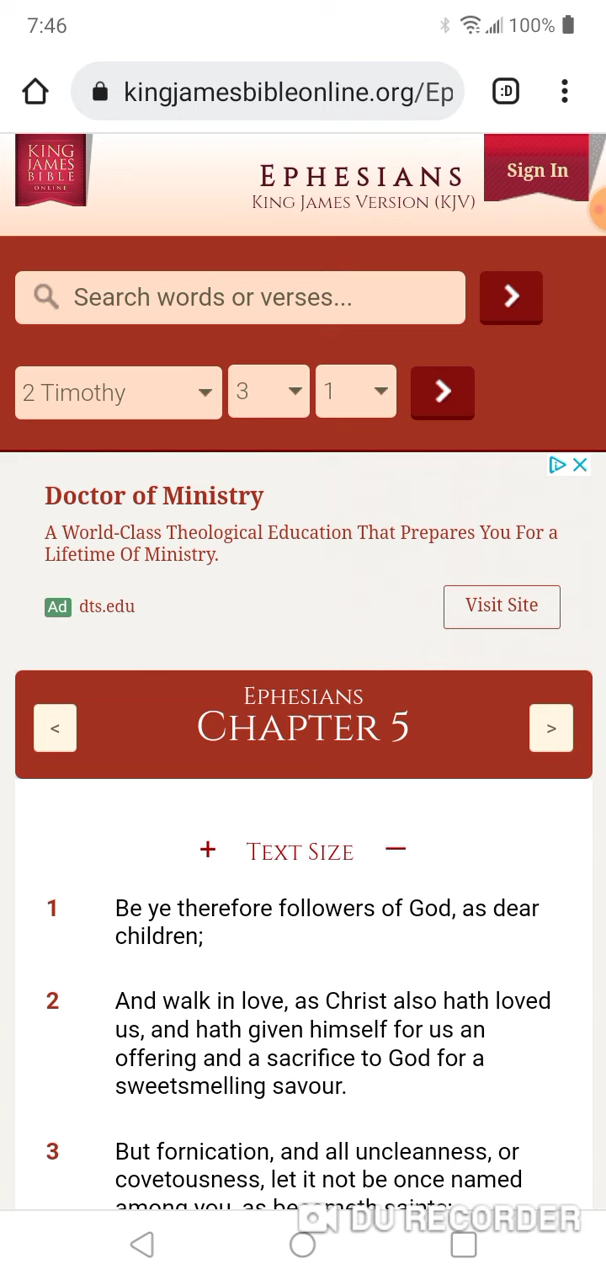 7:46
100%
kingjamesbibleonline.org/Ep
:D
KING
JAMES
BIBLE
ONLINE
EPHESIANS
KING JAMES VERSION (KJV)
Sign In
Search words or verses...
2 Timothy 3 1
Doctor of Ministry
A World-Class Theological Education That Prepares You For a
Lifetime Of Ministry.
Ad dts.edu
Visit Site
EPHESIANS
< CHAPTER 5 >
+ TEXT SIZE −
1 Be ye therefore followers of God, as dear
children;
2 And walk in love, as Christ also hath loved
us, and hath given himself for us an
offering and a sacrifice to God for a
sweetsmelling savour.
3 But fornication, and all uncleanness, or
covetousness, let it not be once named
among you, as becometh saints;
DU RECORDER